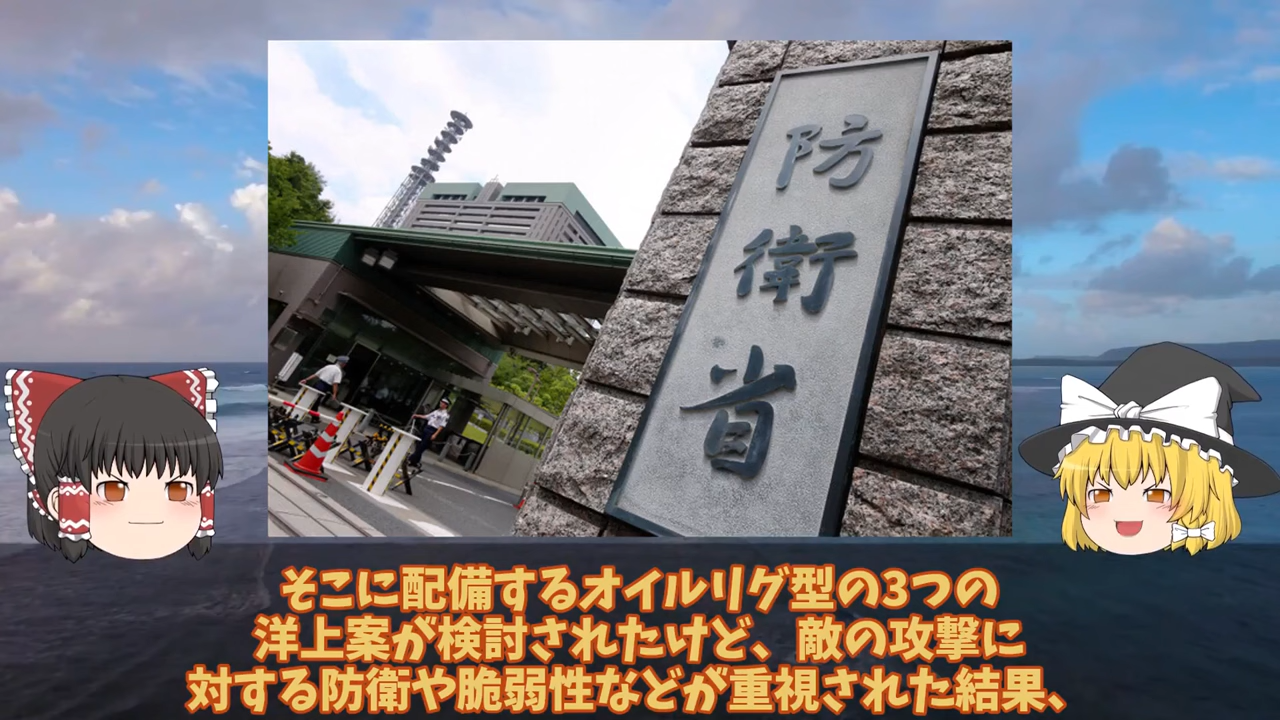 防衛省
そこに配備するオイルリグ型の3つの
洋上案が検討されたけど、敵の攻撃に
対する防衛や脆弱性などが重視された結果、